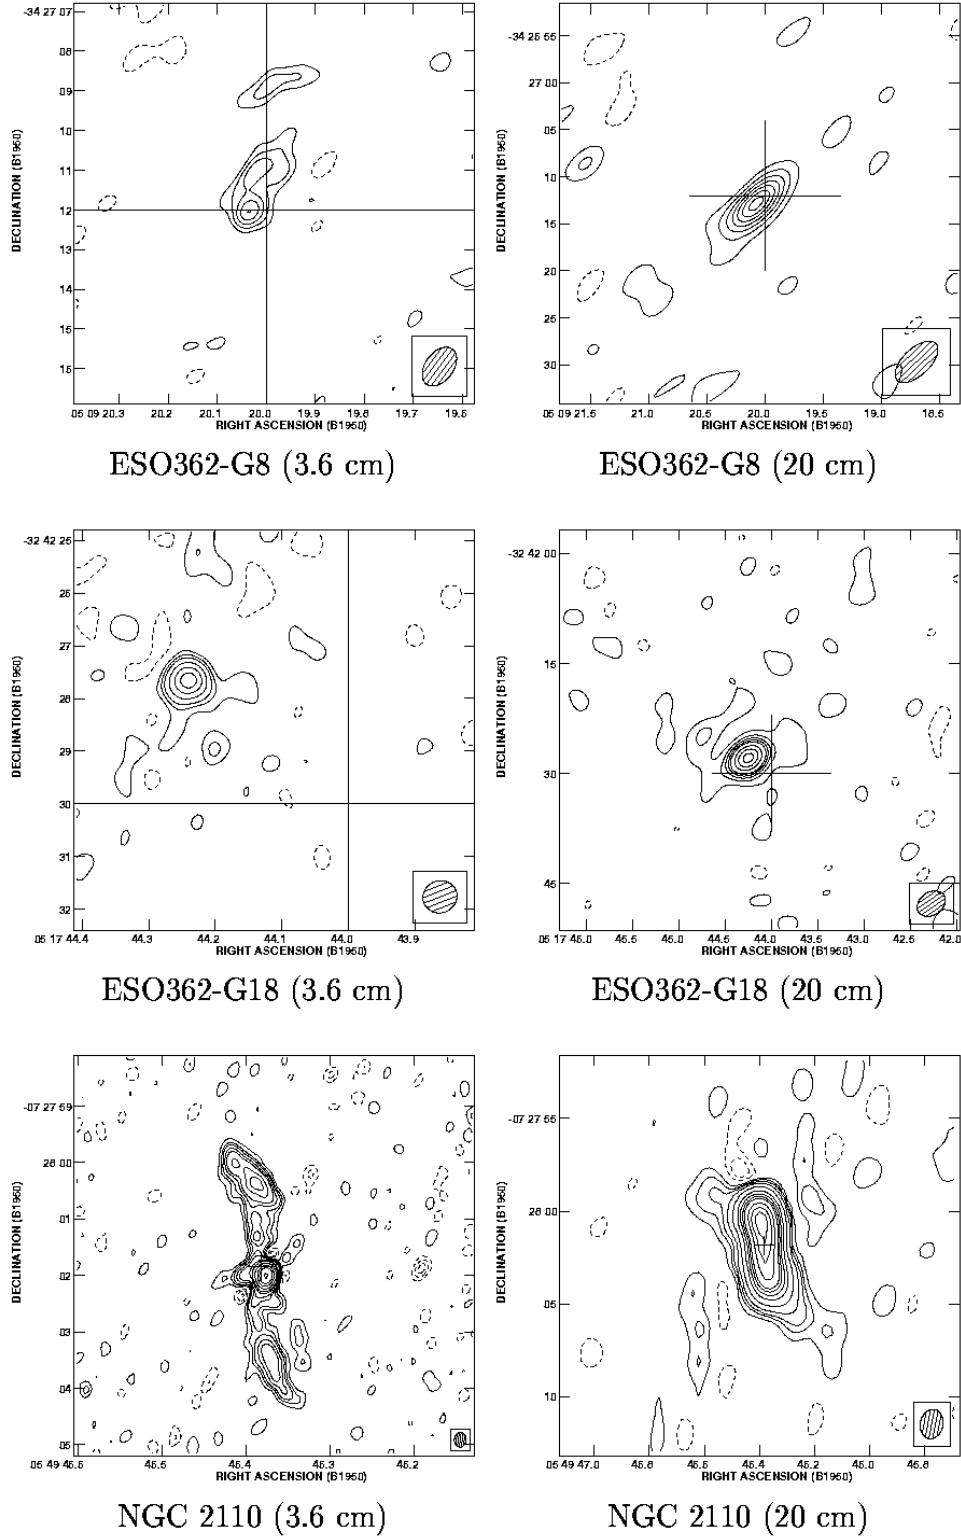 -34 27 07
08
09
10
11
12
13
14
15
16
DECLINATION (B1950)
05 09 20.3 20.2 20.1 20.0 19.9 19.8 19.7 19.6
RIGHT ASCENSION (B1950)
ESO362-G8 (3.6 cm)
-34 26 55
27 00
05
10
15
20
25
30
DECLINATION (B1950)
05 09 21.5 21.0 20.5 20.0 19.5 19.0 18.5
RIGHT ASCENSION (B1950)
ESO362-G8 (20 cm)
-32 42 25
26
27
28
29
30
31
32
DECLINATION (B1950)
05 17 44.4 44.3 44.2 44.1 44.0 43.9
RIGHT ASCENSION (B1950)
ESO362-G18 (3.6 cm)
-32 42 00
15
30
45
DECLINATION (B1950)
05 17 46.0 45.5 45.0 44.5 44.0 43.5 43.0 42.5 42.0
RIGHT ASCENSION (B1950)
ESO362-G18 (20 cm)
-07 27 59
28 00
01
02
03
04
05
DECLINATION (B1950)
05 49 46.6 46.5 46.4 46.3 46.2
RIGHT ASCENSION (B1950)
NGC 2110 (3.6 cm)
-07 27 55
28 00
05
10
DECLINATION (B1950)
05 49 47.0 46.8 46.6 46.4 46.2 46.0 45.8
RIGHT ASCENSION (B1950)
NGC 2110 (20 cm)